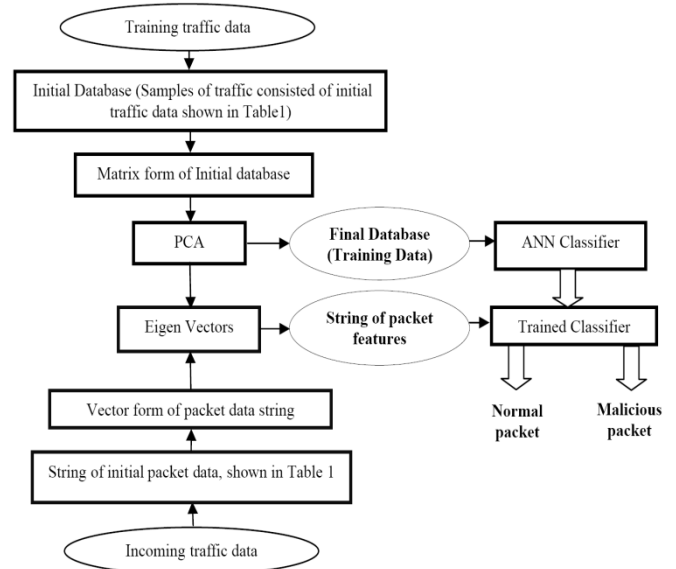 Training traffic data
Initial Database (Samples of traffic consisted of initial
traffic data shown in Table1)
Matrix form of Initial database
PCA
Final Database
(Training Data)
ANN Classifier
Eigen Vectors
String of packet
features
Trained Classifier
Normal
packet
Malicious
packet
Vector form of packet data string
String of initial packet data, shown in Table 1
Incoming traffic data